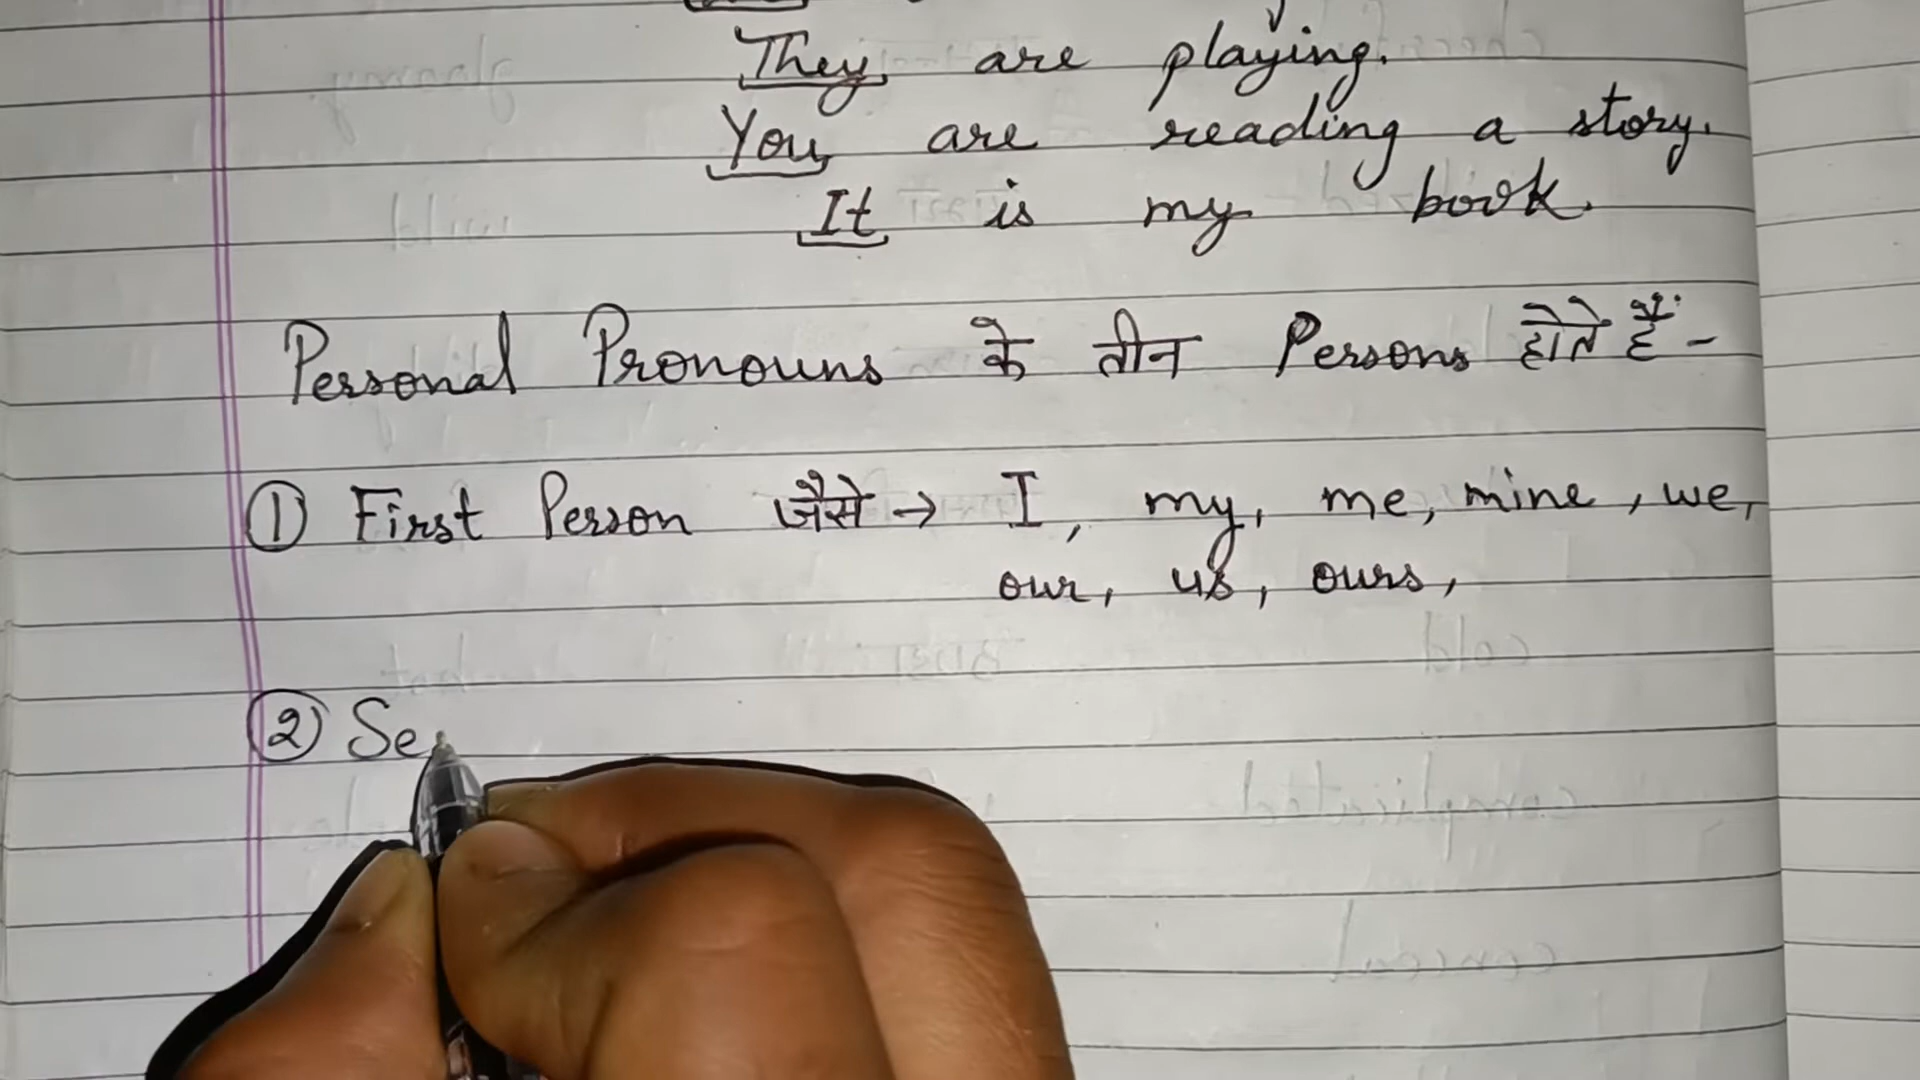 They are playing.
You are reading a story.
It is my book.
Personal Pronouns के तीन Persons होते हैं -
① First Person जैसे → I, my, me, mine, we,
our, us, ours,
② Se